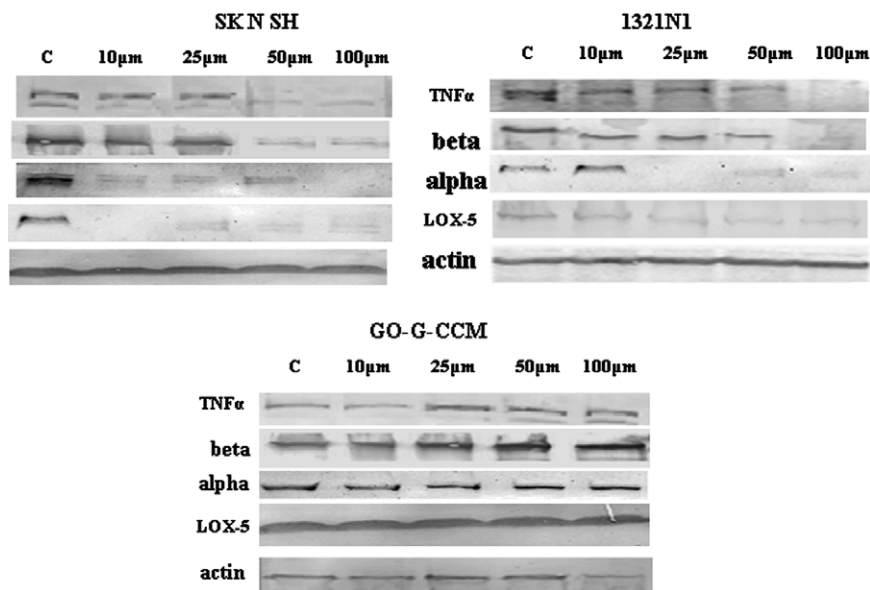 SK N SH
C 10μm 25μm 50μm 100μm
1321N1
C 10μm 25μm 50μm 100μm
TNFα
beta
alpha
LOX-5
actin
GO-G-CCM
C 10μm 25μm 50μm 100μm
TNFα
beta
alpha
LOX-5
actin